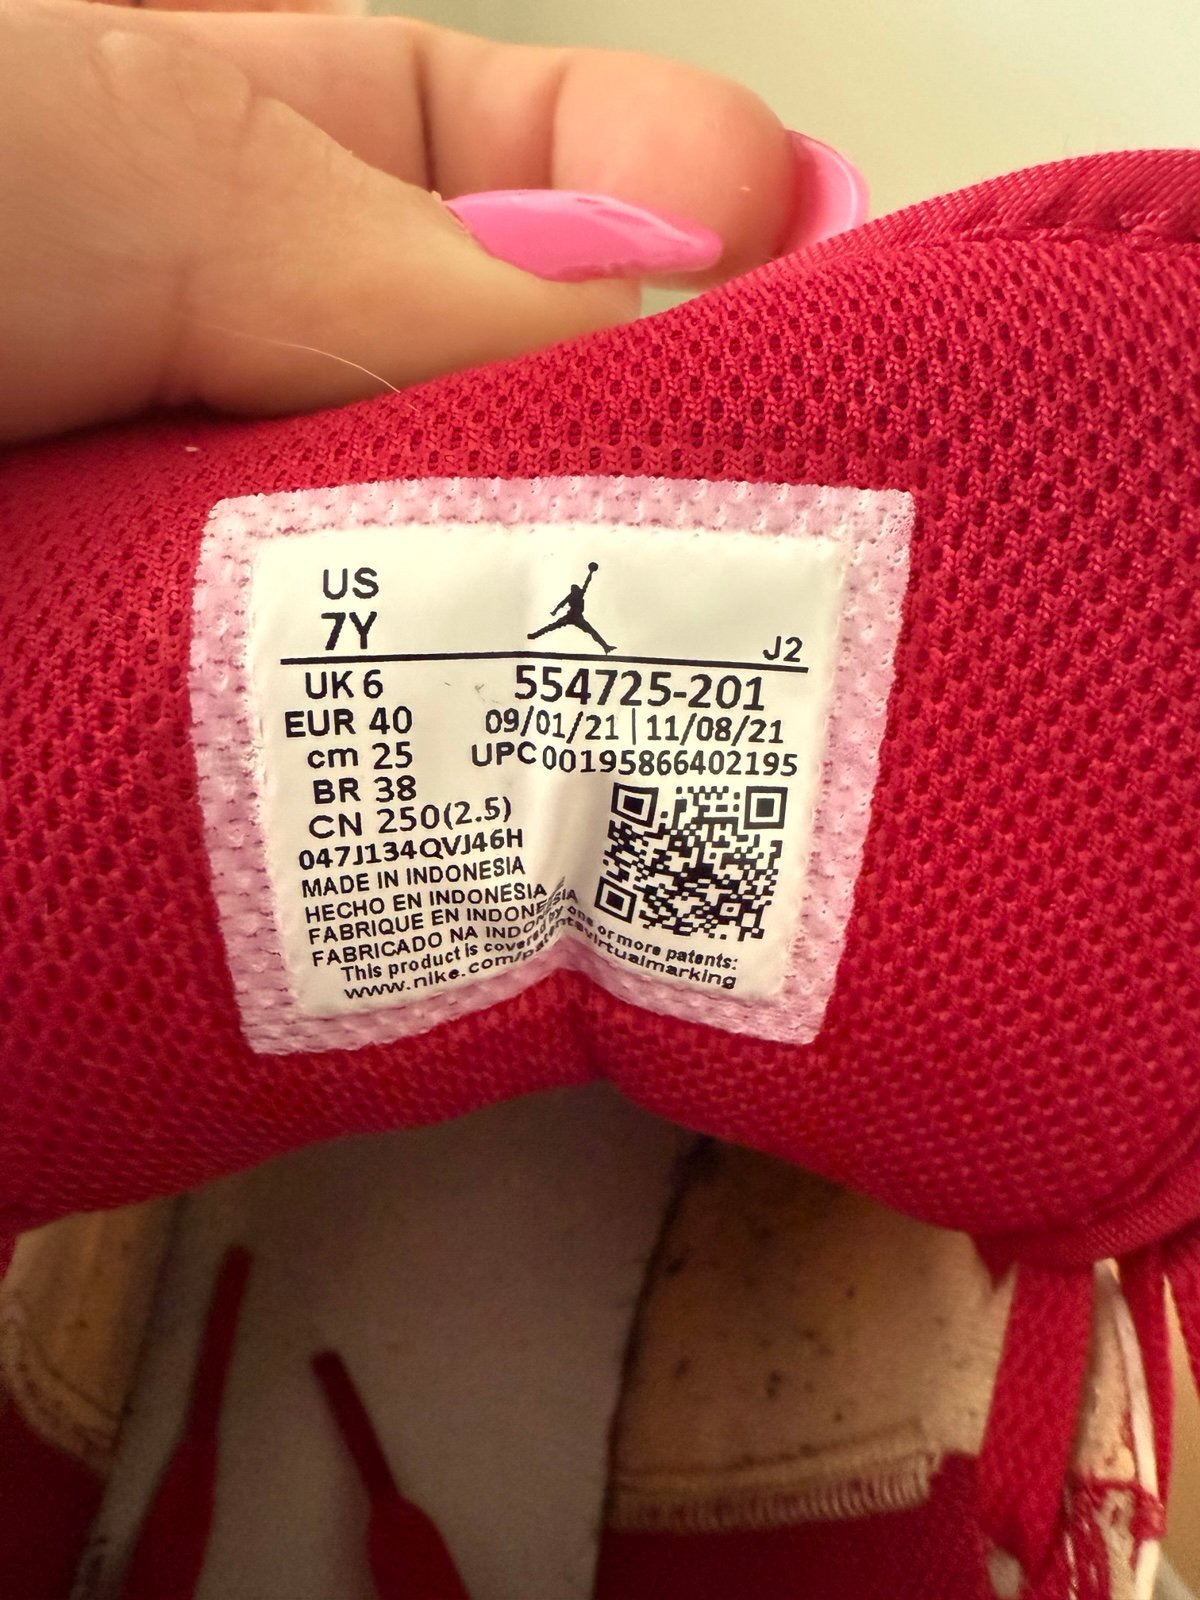 US
7Y
J2
UK 6
EUR 40
cm 25
BR 38
CN 250(2.5)
554725-201
09/01/21 | 11/08/21
UPC00195866402195
047J134QVJ46H
MADE IN INDONESIA
HECHO EN INDONESIA
FABRIQUE EN INDONESIA
FABRICADO NA INDONESIA
This product is covered by one or more patents:
www.nike.com/patentsvirtualmarking